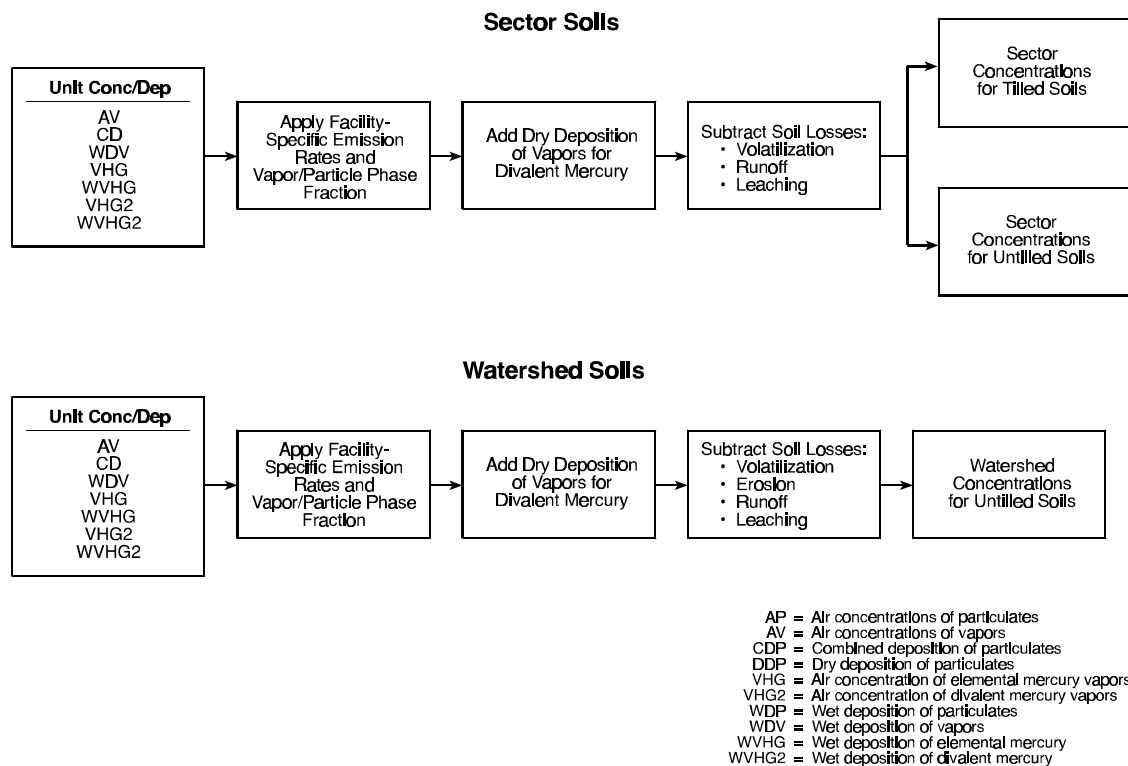 Sector Soils
Unit Conc/Dep
AV
CD
WDV
VHG
WVHG
VHG2
WVHG2
Apply Facility-
Specific Emission
Rates and
Vapor/Particle Phase
Fraction
Add Dry Deposition
of Vapors for
Divalent Mercury
Subtract Soil Losses:
· Volatilization
· Runoff
· Leaching
Sector
Concentrations
for Tilled Soils
Sector
Concentrations
for Untilled Soils
Watershed Soils
Unit Conc/Dep
AV
CD
WDV
VHG
WVHG
VHG2
WVHG2
Apply Facility-
Specific Emission
Rates and
Vapor/Particle Phase
Fraction
Add Dry Deposition
of Vapors for
Divalent Mercury
Subtract Soil Losses:
· Volatilization
· Erosion
· Runoff
· Leaching
Watershed
Concentrations
for Untilled Soils
AP = Air concentrations of particulates
AV = Air concentrations of vapors
CDP = Combined deposition of particulates
DDP = Dry deposition of particulates
VHG = Air concentration of elemental mercury vapors
VHG2 = Air concentration of divalent mercury vapors
WDP = Wet deposition of particulates
WDV = Wet deposition of vapors
WVHG = Wet deposition of elemental mercury
WVHG2 = Wet deposition of divalent mercury